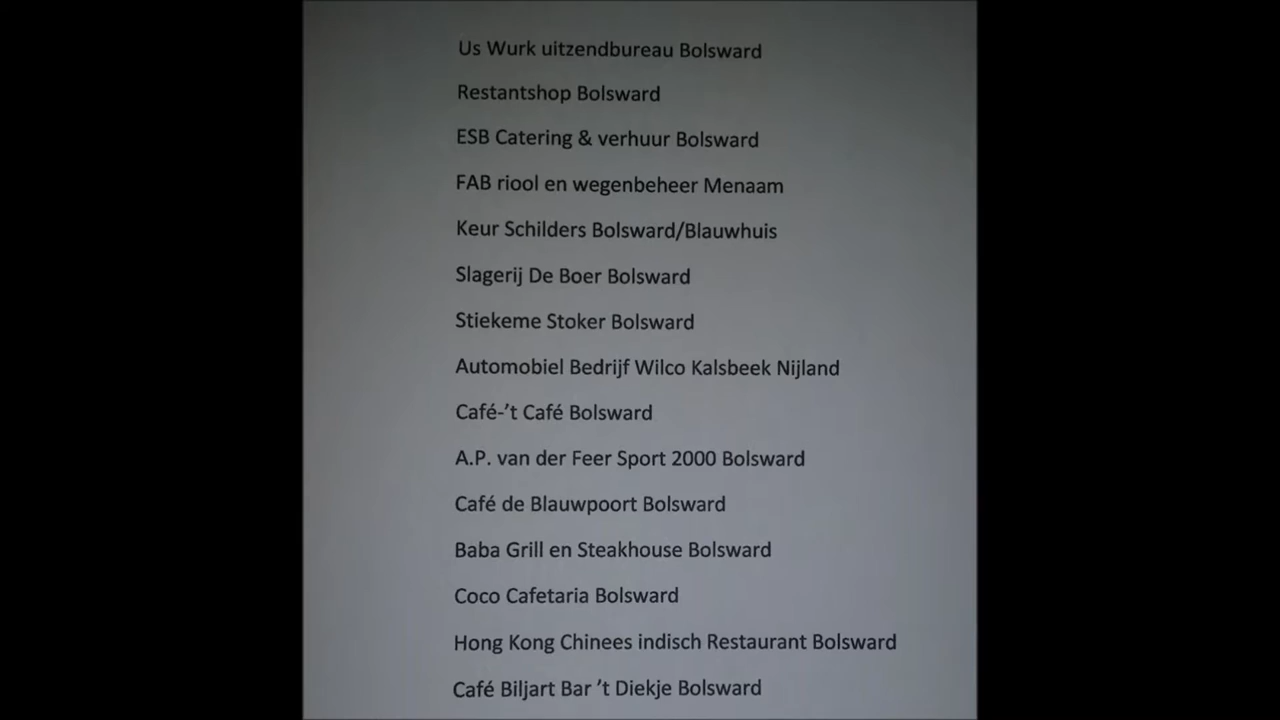 Us Wurk uitzendbureau Bolsward
Restantshop Bolsward
ESB Catering & verhuur Bolsward
FAB riool en wegenbeheer Menaam
Keur Schilders Bolsward/Blauwhuis
Slagerij De Boer Bolsward
Stiekeme Stoker Bolsward
Automobiel Bedrijf Wilco Kalsbeek Nijland
Café-’t Café Bolsward
A.P. van der Feer Sport 2000 Bolsward
Café de Blauwpoort Bolsward
Baba Grill en Steakhouse Bolsward
Coco Cafetaria Bolsward
Hong Kong Chinees indisch Restaurant Bolsward
Café Biljart Bar ’t Diekje Bolsward